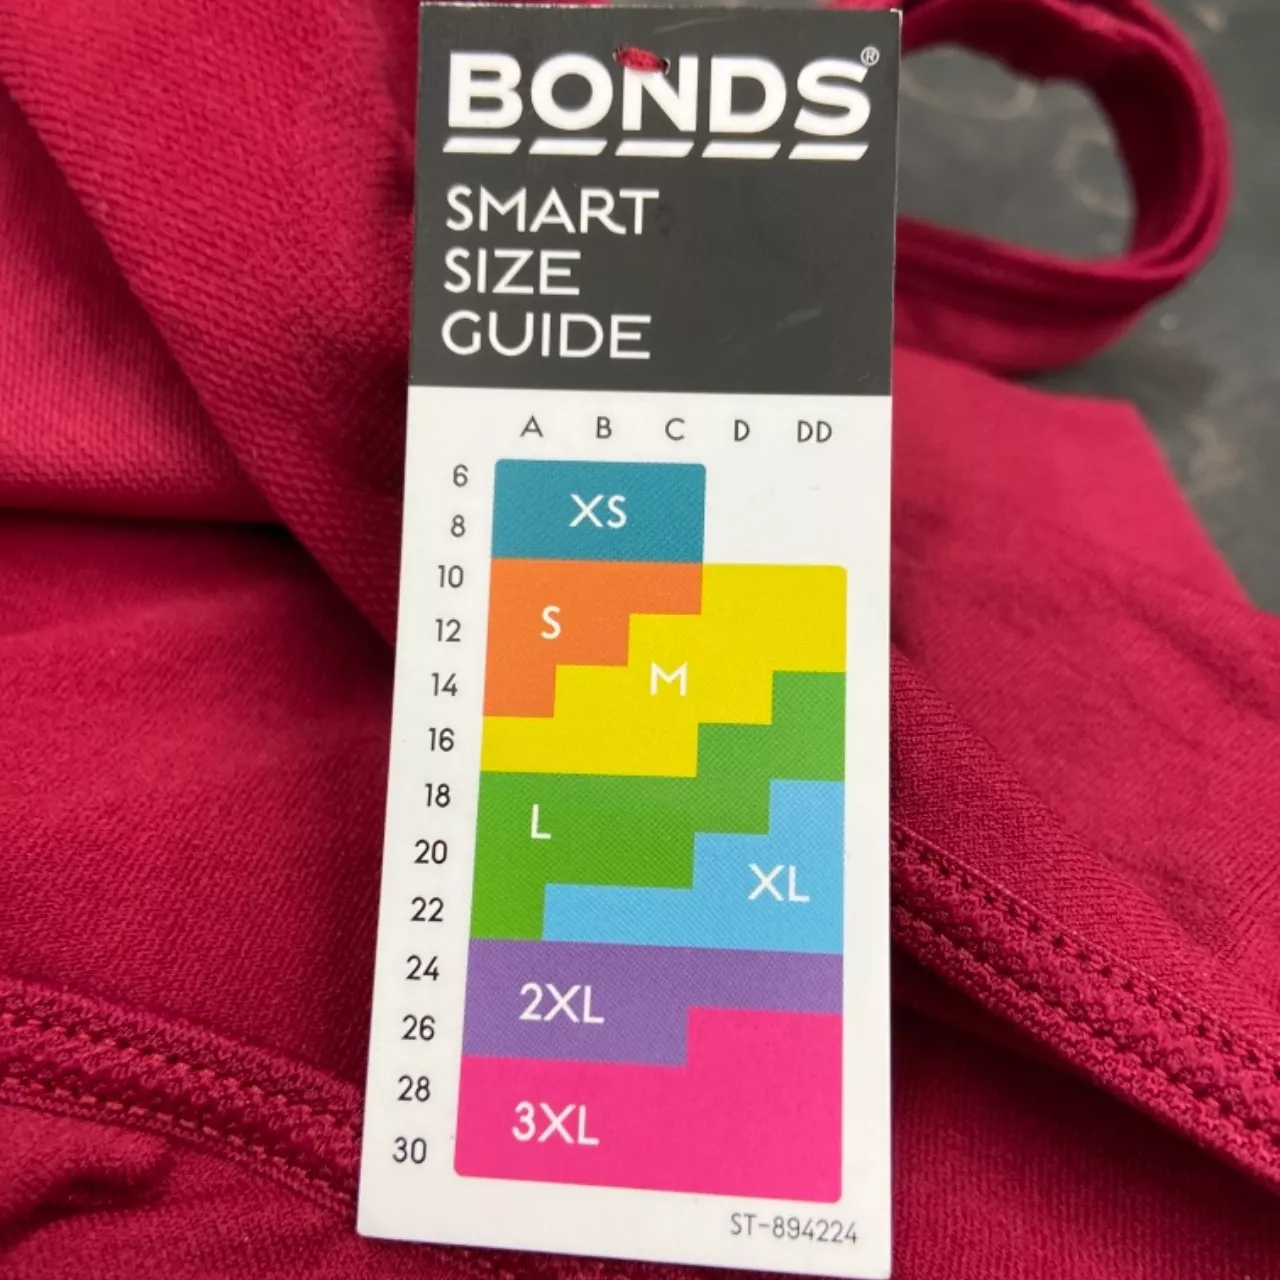 BONDS®
SMART
SIZE
GUIDE
A B C D DD
6
XS
8
10
12 S
14 M
16
18
L
20
XL
22
24
2XL
26
28
3XL
30
ST-894224